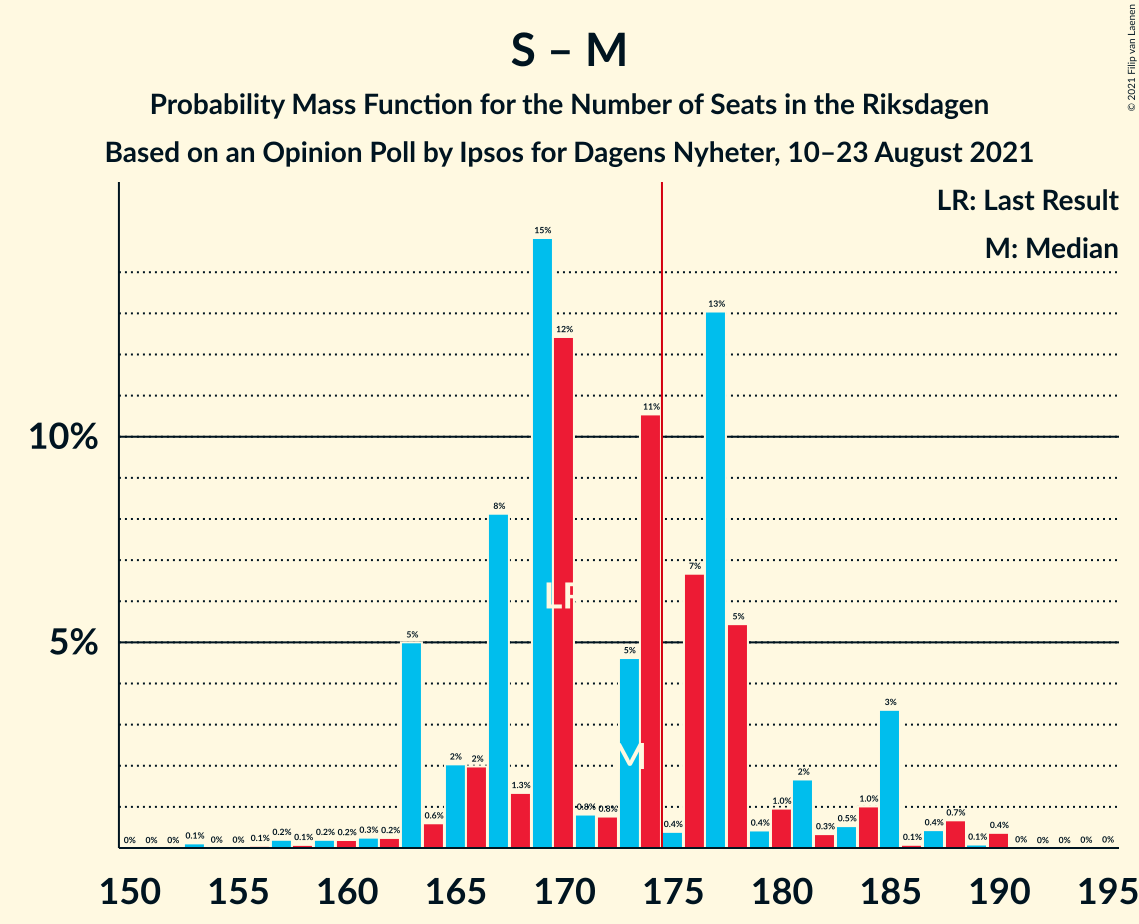 S – M
Probability Mass Function for the Number of Seats in the Riksdagen
Based on an Opinion Poll by Ipsos for Dagens Nyheter, 10–23 August 2021
© 2021 Filip van Laenen
LR: Last Result
M: Median
10%
5%
0% 0% 0% 0.1% 0% 0% 0.1% 0.2% 0.1% 0.2% 0.2% 0.3% 0.2% 5% 0.6% 2% 2% 8% 1.3% 15% 12% 0.8% 0.8% 5% 11% 0.4% 7% 13% 5% 0.4% 1.0% 2% 0.3% 0.5% 1.0% 3% 0.1% 0.4% 0.7% 0.1% 0.4% 0% 0% 0% 0% 0%
LR
M
150 155 160 165 170 175 180 185 190 195